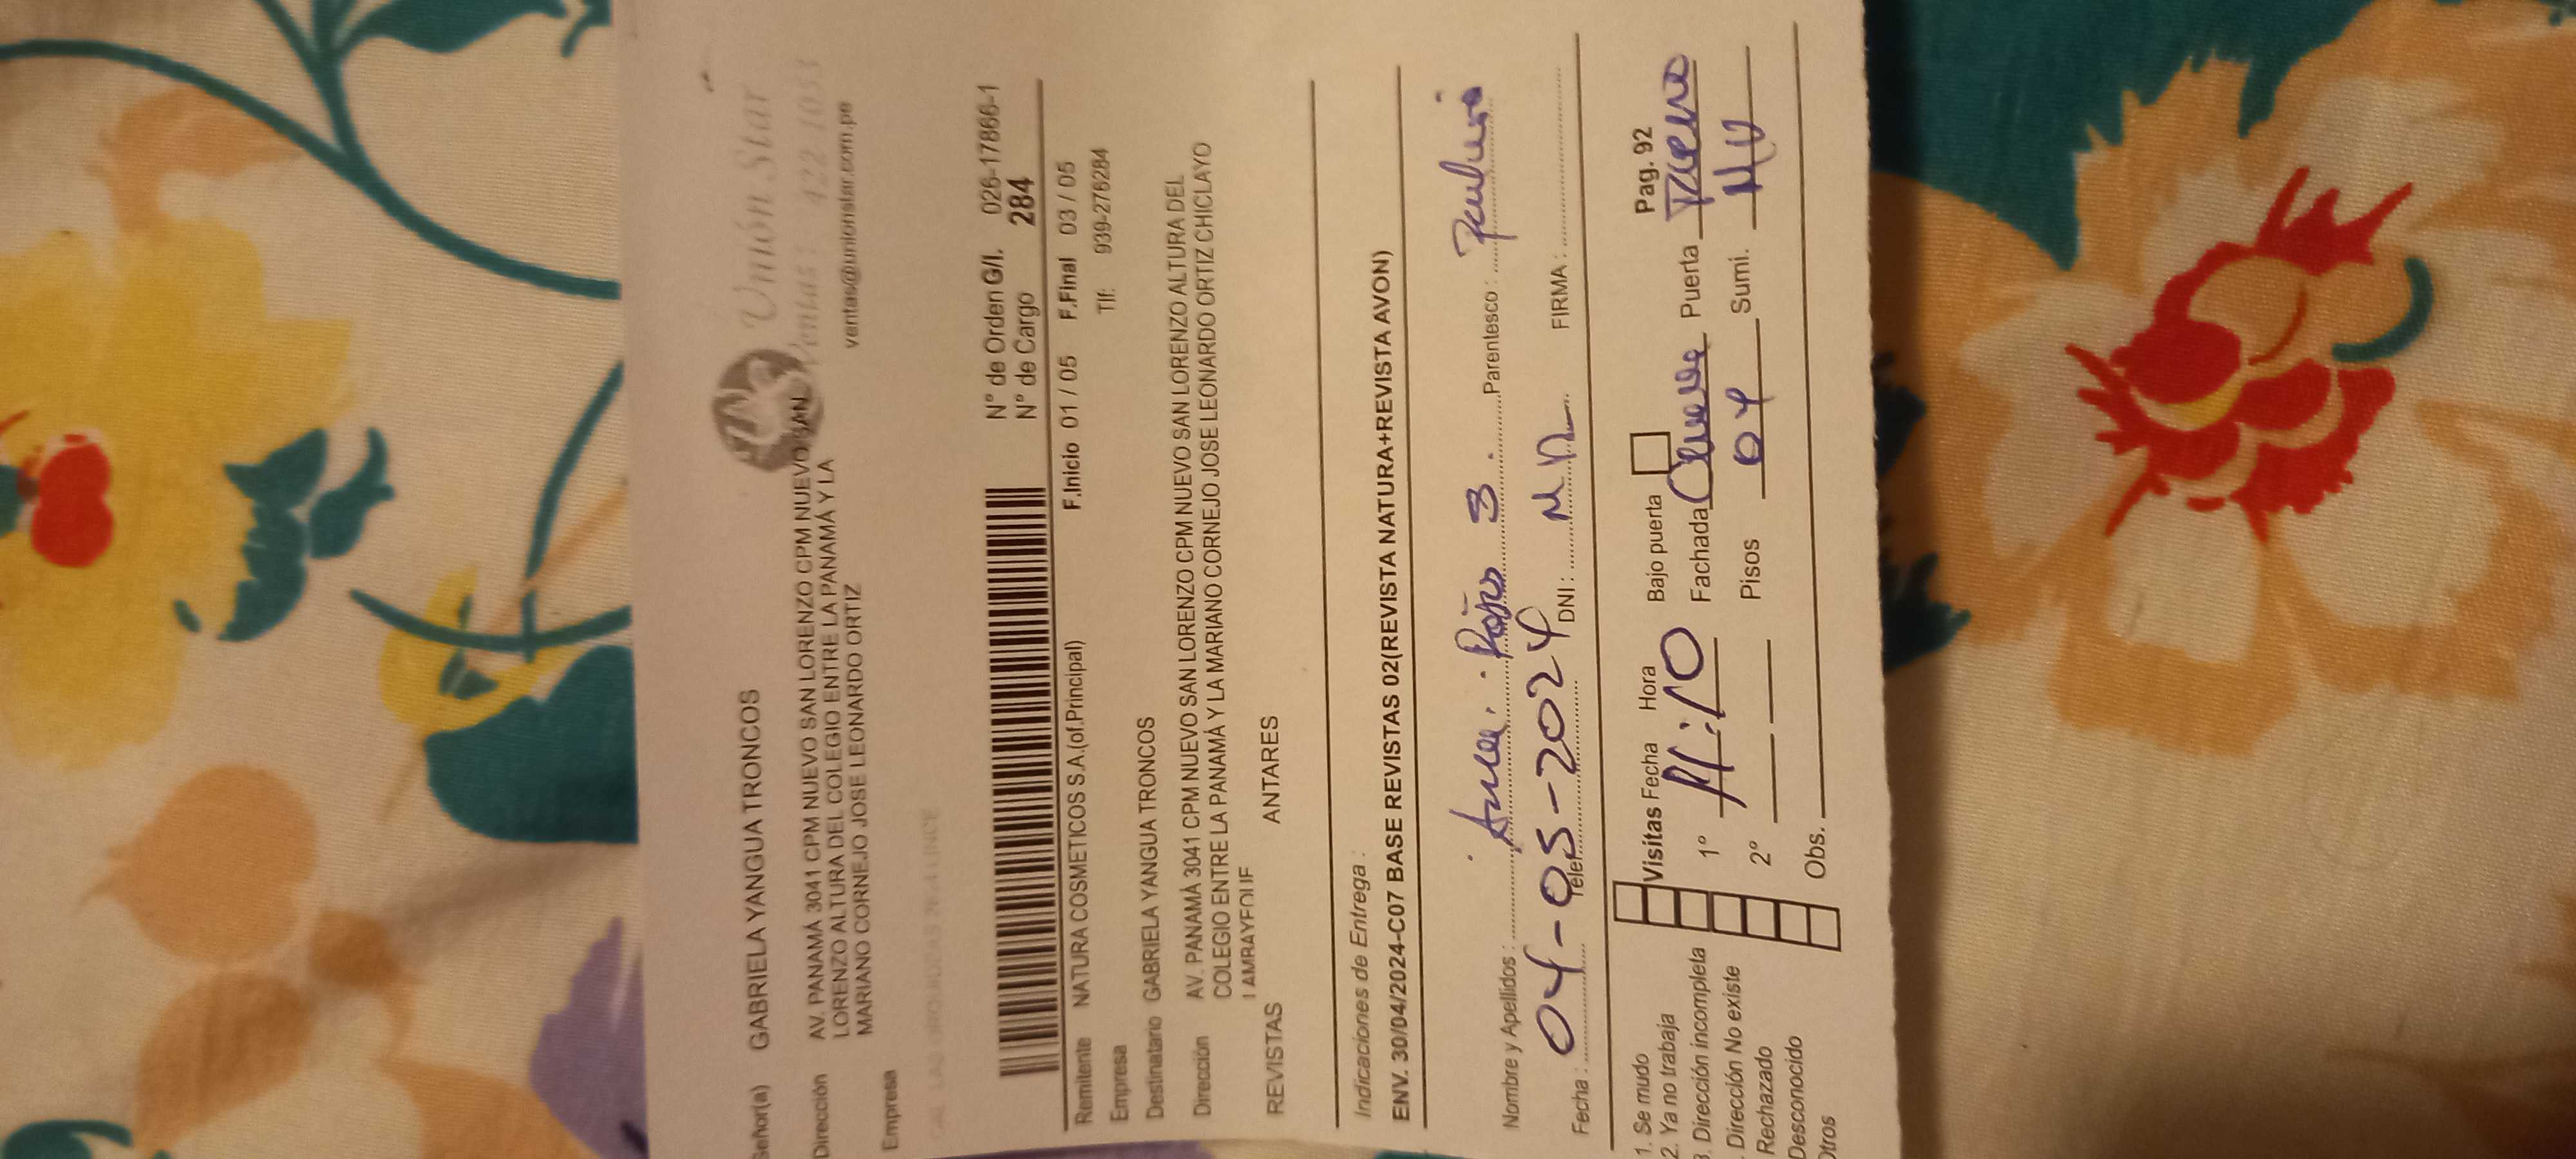 Unión Star
Ventas: 422 1033
ventas@unionstar.com.pe
Señor(a) GABRIELA YANGUA TRONCOS
Dirección AV. PANAMÁ 3041 CPM NUEVO SAN LORENZO CPM NUEVO SAN
LORENZO ALTURA DEL COLEGIO ENTRE LA PANAMÁ Y LA
MARIANO CORNEJO JOSE LEONARDO ORTIZ
Empresa
N° de Orden G/I. 026-17866-1
N° de Cargo 284
F.Inicio 01 / 05 F.Final 03 / 05
Remitente NATURA COSMETICOS S.A.(of.Principal)
Empresa Tlf: 939-276284
Destinatario GABRIELA YANGUA TRONCOS
Dirección AV. PANAMÁ 3041 CPM NUEVO SAN LORENZO CPM NUEVO SAN LORENZO ALTURA DEL
COLEGIO ENTRE LA PANAMÁ Y LA MARIANO CORNEJO JOSE LEONARDO ORTIZ CHICLAYO
LAMBAYEQUE
REVISTAS ANTARES
Indicaciones de Entrega :
ENV. 30/04/2024-C07 BASE REVISTAS 02(REVISTA NATURA+REVISTA AVON)
Nombre y Apellidos : Parentesco :
Fecha : 04-05-2024 Telef DNI : FIRMA :
1. Se mudo
2. Ya no trabaja
3. Dirección incompleta
. Dirección No existe
Rechazado
Desconocido
Otros
Visitas Fecha Hora Bajo puerta Pag. 92
1° 11:10 Fachada Puerta
2° Pisos 04 Sumi.
Obs.